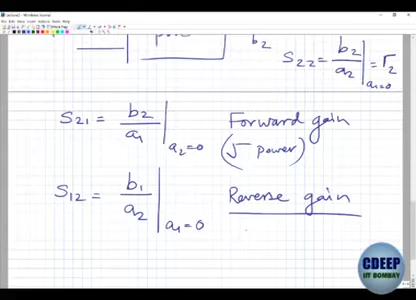 b2
S22 = b2/a2 |a1=0 = Γ2
S21 = b2/a1 |a2=0 Forward gain
(√ power)
S12 = b1/a2 |a1=0 Reverse gain
CDEEP
IIT BOMBAY